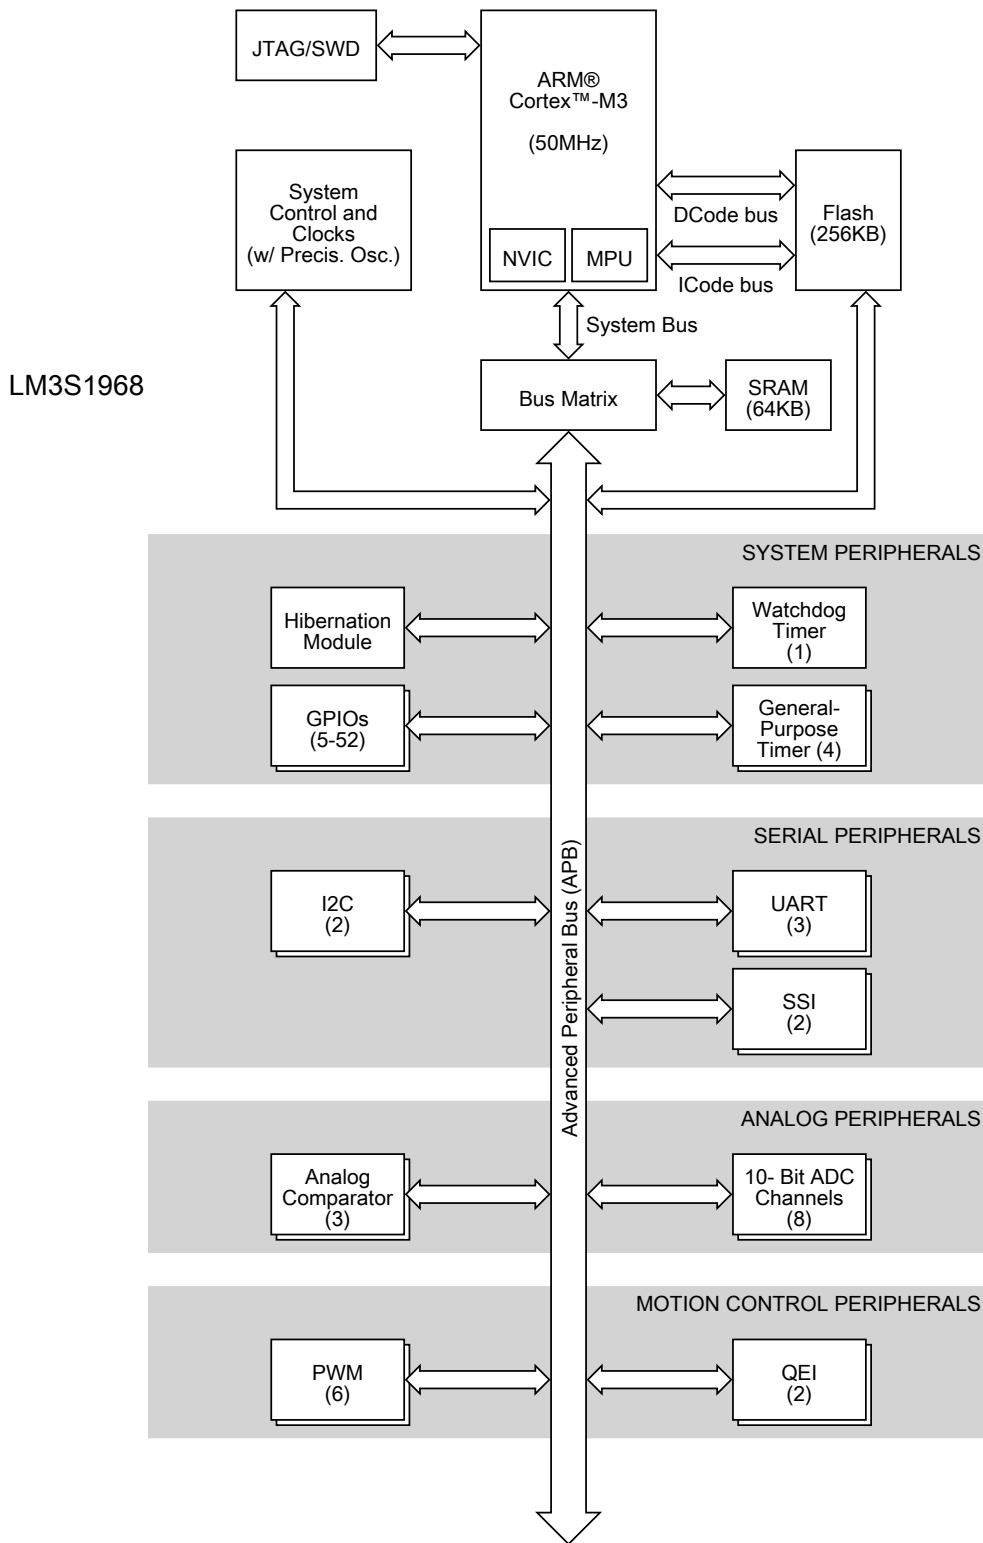 JTAG/SWD
ARM®
Cortex™-M3
(50MHz)
System
Control and
Clocks
(w/ Precis. Osc.)
DCode bus
Flash
(256KB)
NVIC
MPU
ICode bus
System Bus
LM3S1968
Bus Matrix
SRAM
(64KB)
SYSTEM PERIPHERALS
Hibernation
Module
Watchdog
Timer
(1)
GPIOs
(5-52)
General-
Purpose
Timer (4)
Advanced Peripheral Bus (APB)
SERIAL PERIPHERALS
I2C
(2)
UART
(3)
SSI
(2)
ANALOG PERIPHERALS
Analog
Comparator
(3)
10- Bit ADC
Channels
(8)
MOTION CONTROL PERIPHERALS
PWM
(6)
QEI
(2)